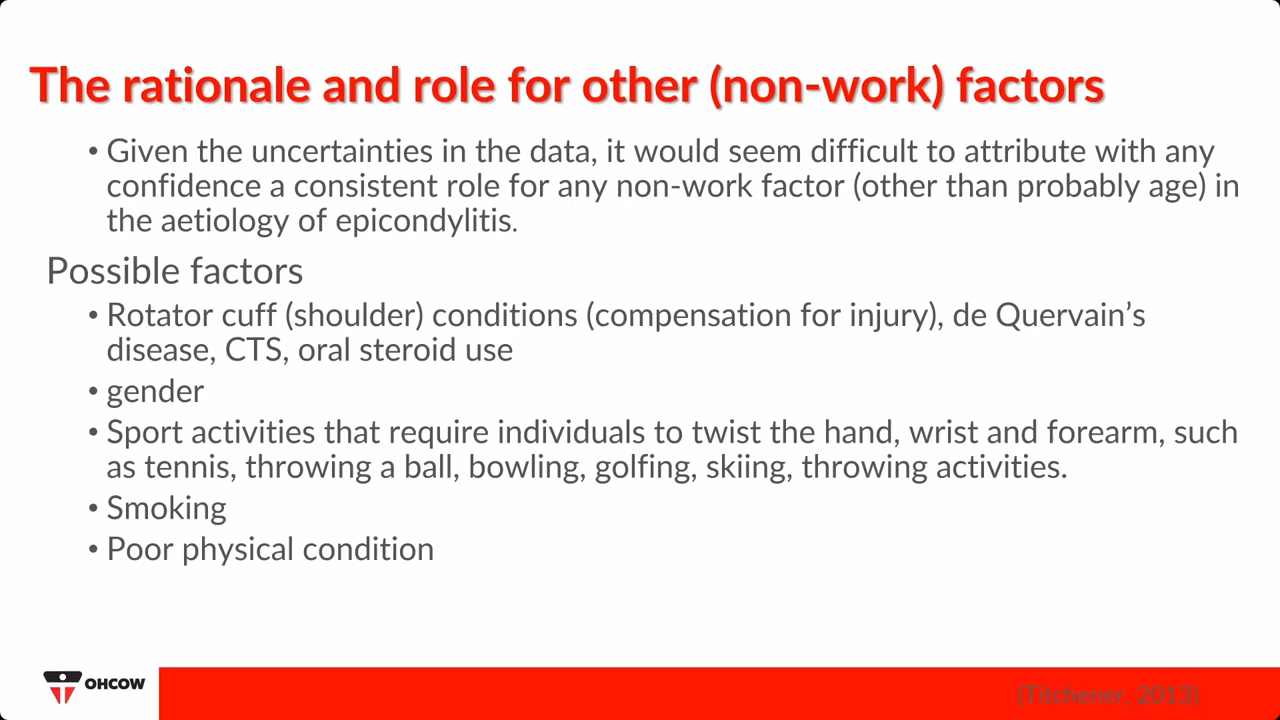 The rationale and role for other (non-work) factors
• Given the uncertainties in the data, it would seem difficult to attribute with any
confidence a consistent role for any non-work factor (other than probably age) in
the aetiology of epicondylitis.
Possible factors
• Rotator cuff (shoulder) conditions (compensation for injury), de Quervain’s
disease, CTS, oral steroid use
• gender
• Sport activities that require individuals to twist the hand, wrist and forearm, such
as tennis, throwing a ball, bowling, golfing, skiing, throwing activities.
• Smoking
• Poor physical condition
OHCOW
(Titchener, 2013)